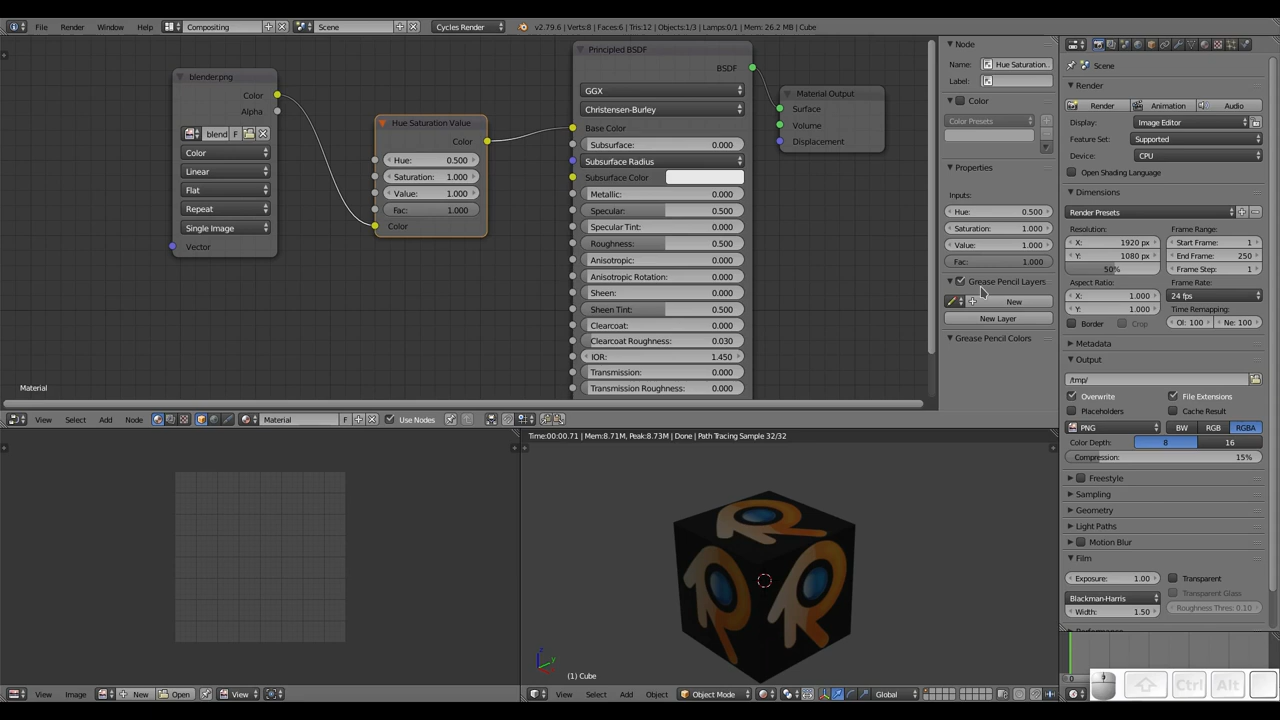 File Render Window Help Compositing Scene Cycles Render v2.79.6 | Verts:8 | Faces:6 | Tris:12 | Objects:1/3 | Lamps:0/1 | Mem: 26.2 MB | Cube
blender.png
Color
Alpha
blend F
Color
Linear
Flat
Repeat
Single Image
Vector
Hue Saturation Value
Color
Hue: 0.500
Saturation: 1.000
Value: 1.000
Fac: 1.000
Color
Principled BSDF
BSDF
GGX
Christensen-Burley
Base Color
Subsurface: 0.000
Subsurface Radius
Subsurface Color
Metallic: 0.000
Specular: 0.500
Specular Tint: 0.000
Roughness: 0.500
Anisotropic: 0.000
Anisotropic Rotation: 0.000
Sheen: 0.000
Sheen Tint: 0.500
Clearcoat: 0.000
Clearcoat Roughness: 0.030
IOR: 1.450
Transmission: 0.000
Transmission Roughness: 0.000
Material Output
Surface
Volume
Displacement
Material
Node
Name: Hue Saturation..
Label:
Color
Color Presets
Properties
Inputs:
Hue: 0.500
Saturation: 1.000
Value: 1.000
Fac: 1.000
Grease Pencil Layers
New
New Layer
Grease Pencil Colors
View Select Add Node Material F Use Nodes
Scene
Render
Render Animation Audio
Display: Image Editor
Feature Set: Supported
Device: CPU
Open Shading Language
Dimensions
Render Presets
Resolution: Frame Range:
X: 1920 px Start Frame: 1
Y: 1080 px End Frame: 250
50% Frame Step: 1
Aspect Ratio: Frame Rate:
X: 1.000 24 fps
Y: 1.000 Time Remapping:
Border Crop Ol: 100 Ne: 100
Metadata
Output
/tmp/
Overwrite File Extensions
Placeholders Cache Result
PNG BW RGB RGBA
Color Depth: 8 16
Compression: 15%
Freestyle
Sampling
Geometry
Light Paths
Motion Blur
Film
Exposure: 1.00 Transparent
Blackman-Harris Transparent Glass
Width: 1.50 Roughness Thres: 0.10
Time:00:00.71 | Mem:8.71M, Peak:8.73M | Done | Path Tracing Sample 32/32
(1) Cube
View Image New Open View
View Select Add Object Object Mode Global
Ctrl Alt